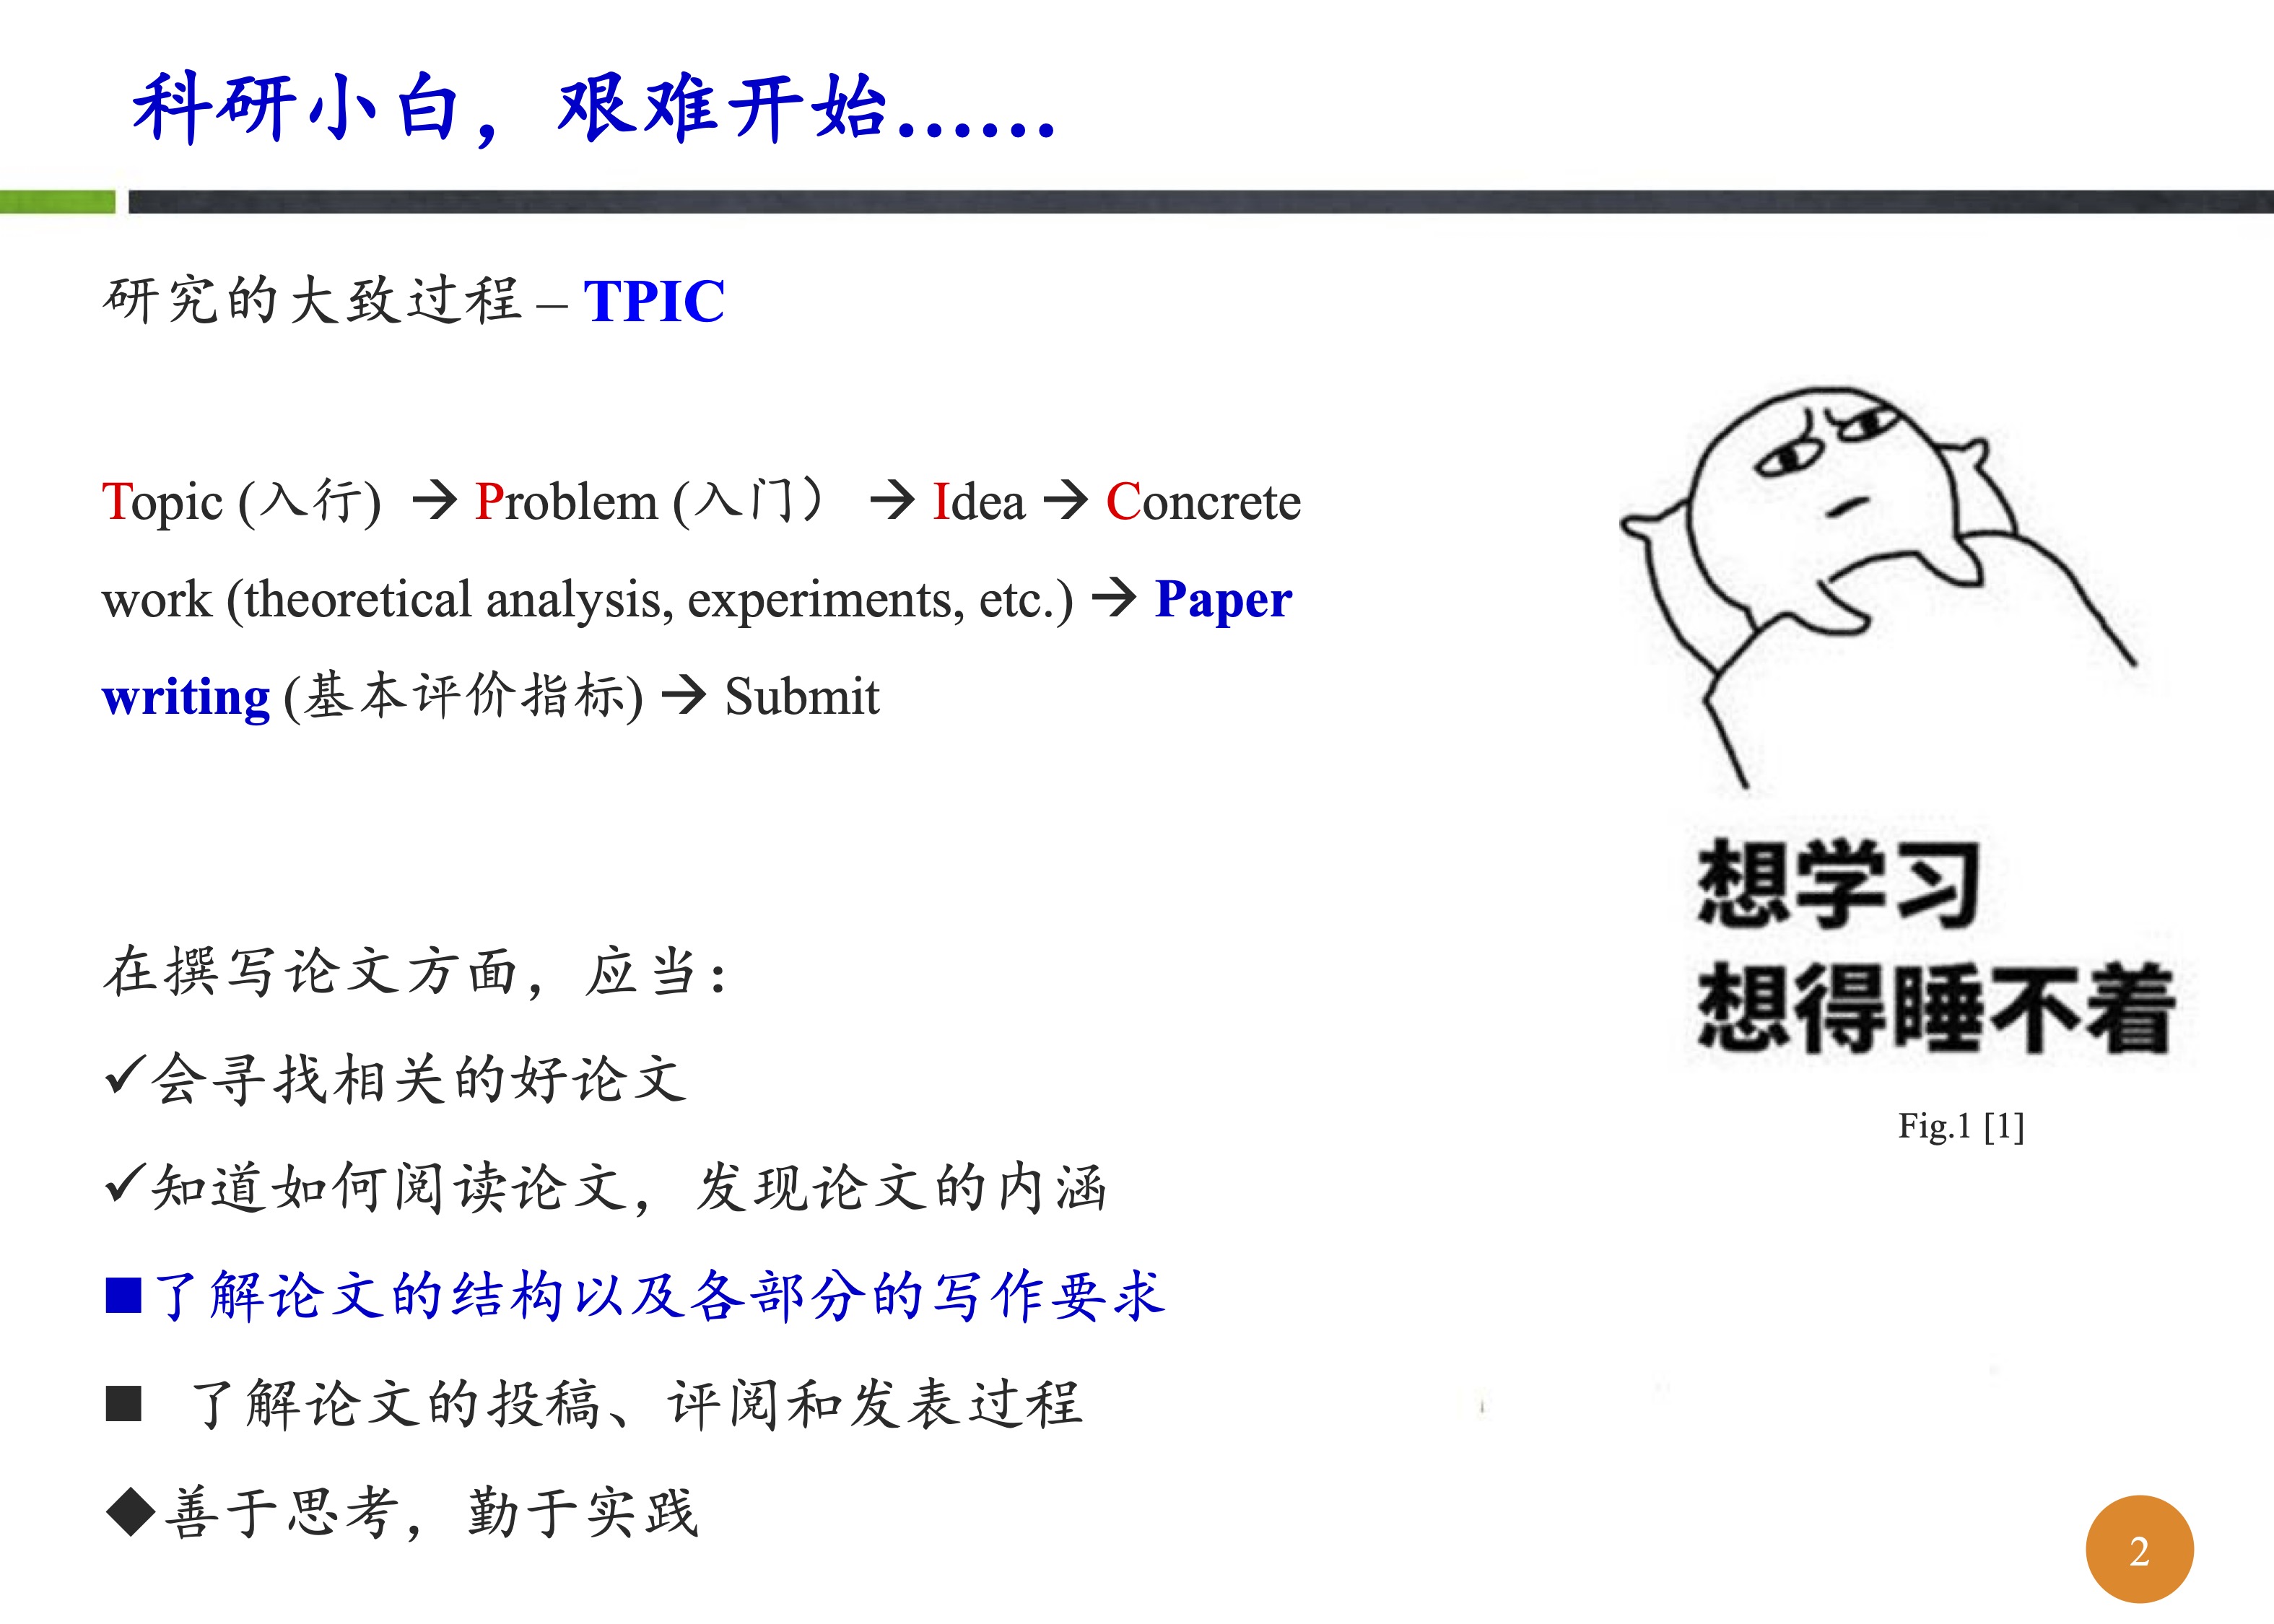 科研小白，艰难开始……
研究的大致过程 – TPIC
Topic (入行) → Problem (入门） → Idea → Concrete
work (theoretical analysis, experiments, etc.) → Paper
writing (基本评价指标) → Submit
在撰写论文方面，应当：
✓会寻找相关的好论文
✓知道如何阅读论文，发现论文的内涵
■了解论文的结构以及各部分的写作要求
■ 了解论文的投稿、评阅和发表过程
◆善于思考，勤于实践
想学习
想得睡不着
Fig.1 [1]
2